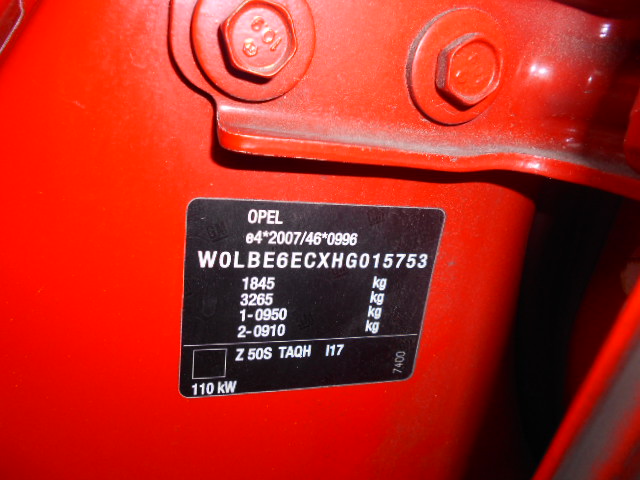 OPEL
e4*2007/46*0996
W0LBE6ECXHG015753
1845 kg
3265 kg
1-0950 kg
2-0910 kg
Z 50S TAQH I17
7400
110 kW